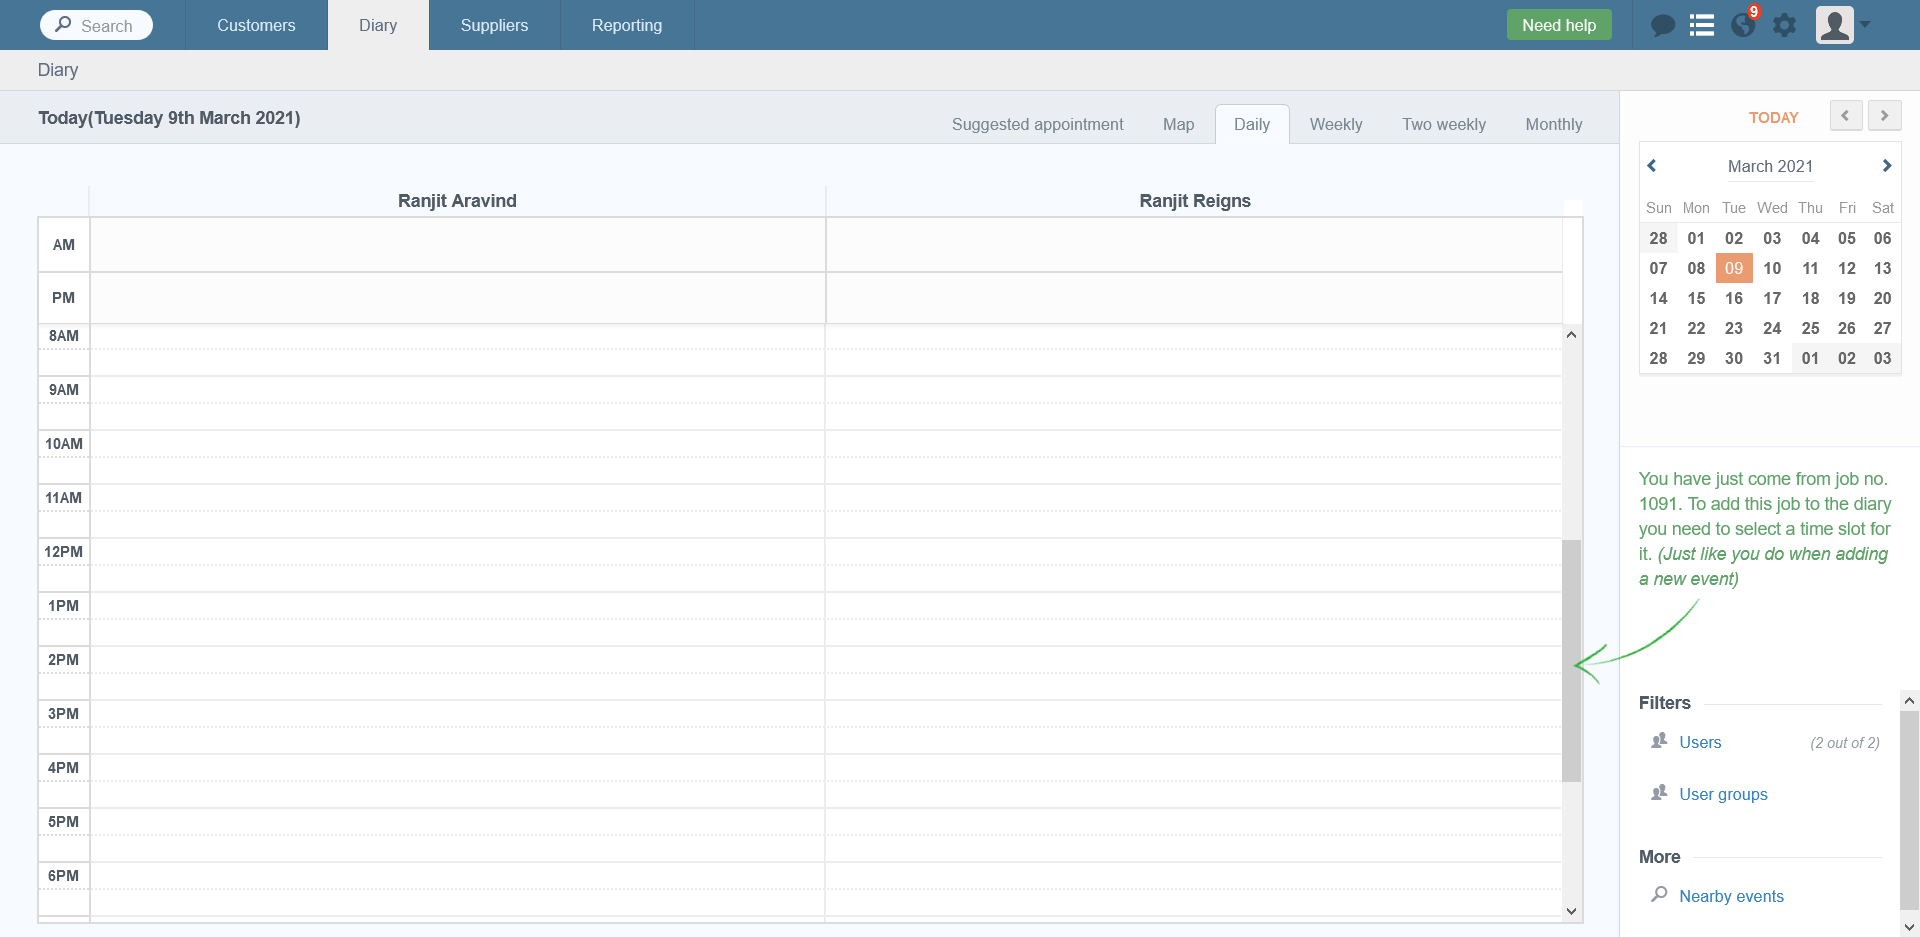 Search
Customers
Diary
Suppliers
Reporting
Need help
9
Diary
Today(Tuesday 9th March 2021)
Suggested appointment
Map
Daily
Weekly
Two weekly
Monthly
Ranjit Aravind
Ranjit Reigns
AM
PM
8AM
9AM
10AM
11AM
12PM
1PM
2PM
3PM
4PM
5PM
6PM
TODAY
March 2021
Sun Mon Tue Wed Thu Fri Sat
28 01 02 03 04 05 06
07 08 09 10 11 12 13
14 15 16 17 18 19 20
21 22 23 24 25 26 27
28 29 30 31 01 02 03
You have just come from job no.
1091. To add this job to the diary
you need to select a time slot for
it. (Just like you do when adding
a new event)
Filters
Users (2 out of 2)
User groups
More
Nearby events